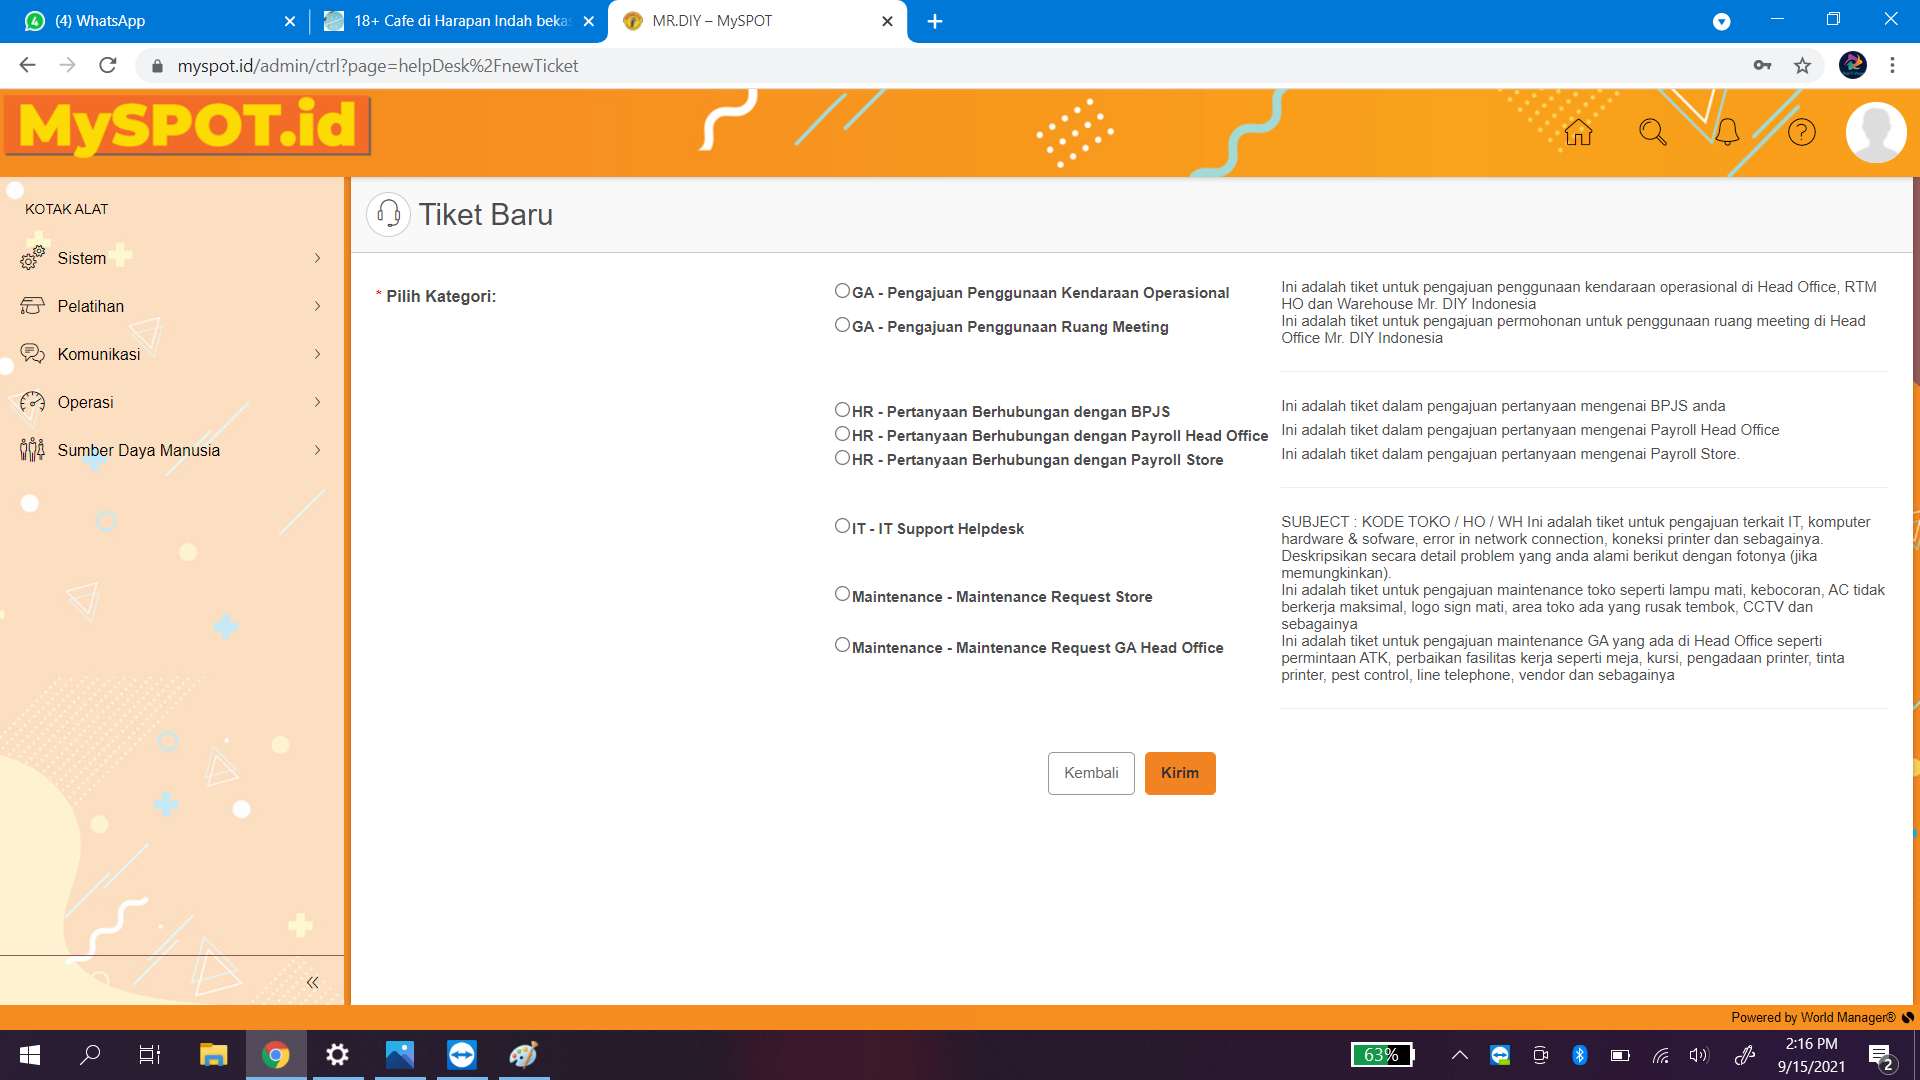 (4) WhatsApp
18+ Cafe di Harapan Indah beka
MR.DIY – MySPOT
myspot.id/admin/ctrl?page=helpDesk%2FnewTicket
MySPOT.id
KOTAK ALAT
Sistem
Pelatihan
Komunikasi
Operasi
Sumber Daya Manusia
Tiket Baru
* Pilih Kategori:
GA - Pengajuan Penggunaan Kendaraan Operasional
Ini adalah tiket untuk pengajuan penggunaan kendaraan operasional di Head Office, RTM
HO dan Warehouse Mr. DIY Indonesia
GA - Pengajuan Penggunaan Ruang Meeting
Ini adalah tiket untuk pengajuan permohonan untuk penggunaan ruang meeting di Head
Office Mr. DIY Indonesia
HR - Pertanyaan Berhubungan dengan BPJS
Ini adalah tiket dalam pengajuan pertanyaan mengenai BPJS anda
HR - Pertanyaan Berhubungan dengan Payroll Head Office
Ini adalah tiket dalam pengajuan pertanyaan mengenai Payroll Head Office
HR - Pertanyaan Berhubungan dengan Payroll Store
Ini adalah tiket dalam pengajuan pertanyaan mengenai Payroll Store.
IT - IT Support Helpdesk
SUBJECT : KODE TOKO / HO / WH Ini adalah tiket untuk pengajuan terkait IT, komputer
hardware & sofware, error in network connection, koneksi printer dan sebagainya.
Deskripsikan secara detail problem yang anda alami berikut dengan fotonya (jika
memungkinkan).
Maintenance - Maintenance Request Store
Ini adalah tiket untuk pengajuan maintenance toko seperti lampu mati, kebocoran, AC tidak
berkerja maksimal, logo sign mati, area toko ada yang rusak tembok, CCTV dan
sebagainya
Maintenance - Maintenance Request GA Head Office
Ini adalah tiket untuk pengajuan maintenance GA yang ada di Head Office seperti
permintaan ATK, perbaikan fasilitas kerja seperti meja, kursi, pengadaan printer, tinta
printer, pest control, line telephone, vendor dan sebagainya
Kembali
Kirim
Powered by World Manager®
63%
2:16 PM
9/15/2021
2